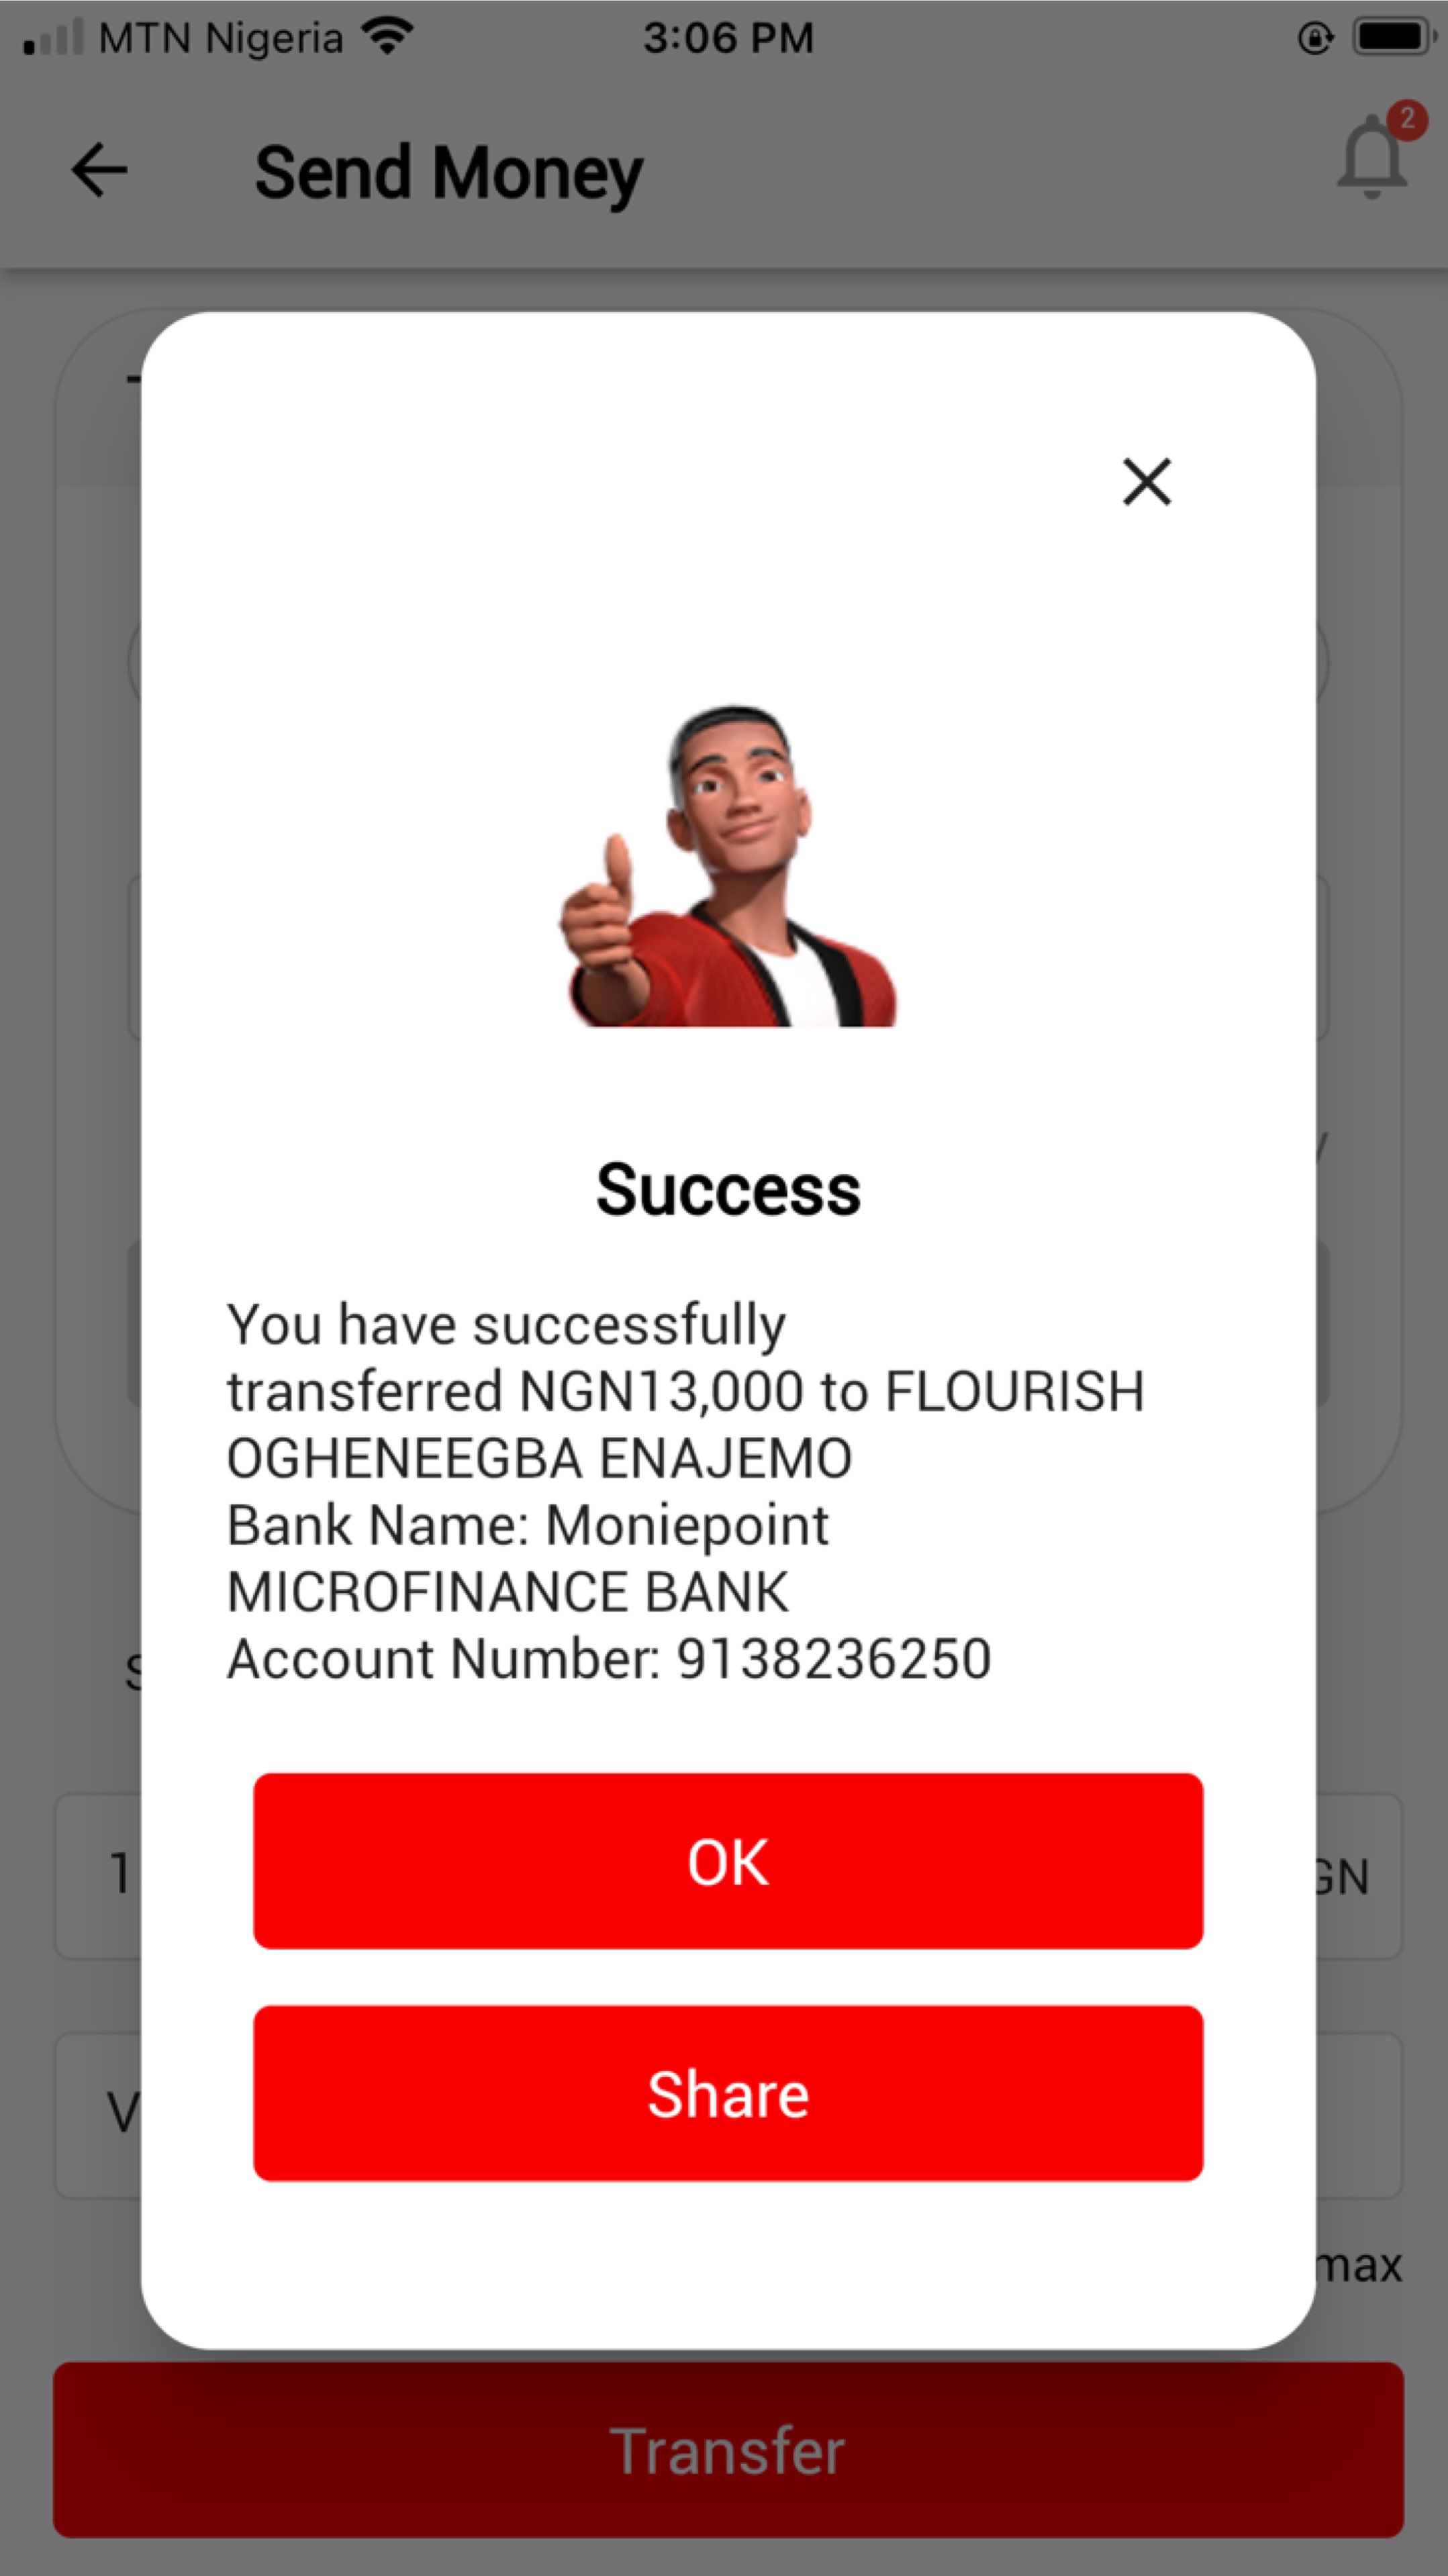 MTN Nigeria 3:06 PM
Send Money 2
Success
You have successfully
transferred NGN13,000 to FLOURISH
OGHENEEGBA ENAJEMO
Bank Name: Moniepoint
MICROFINANCE BANK
Account Number: 9138236250
OK
Share
max
Transfer